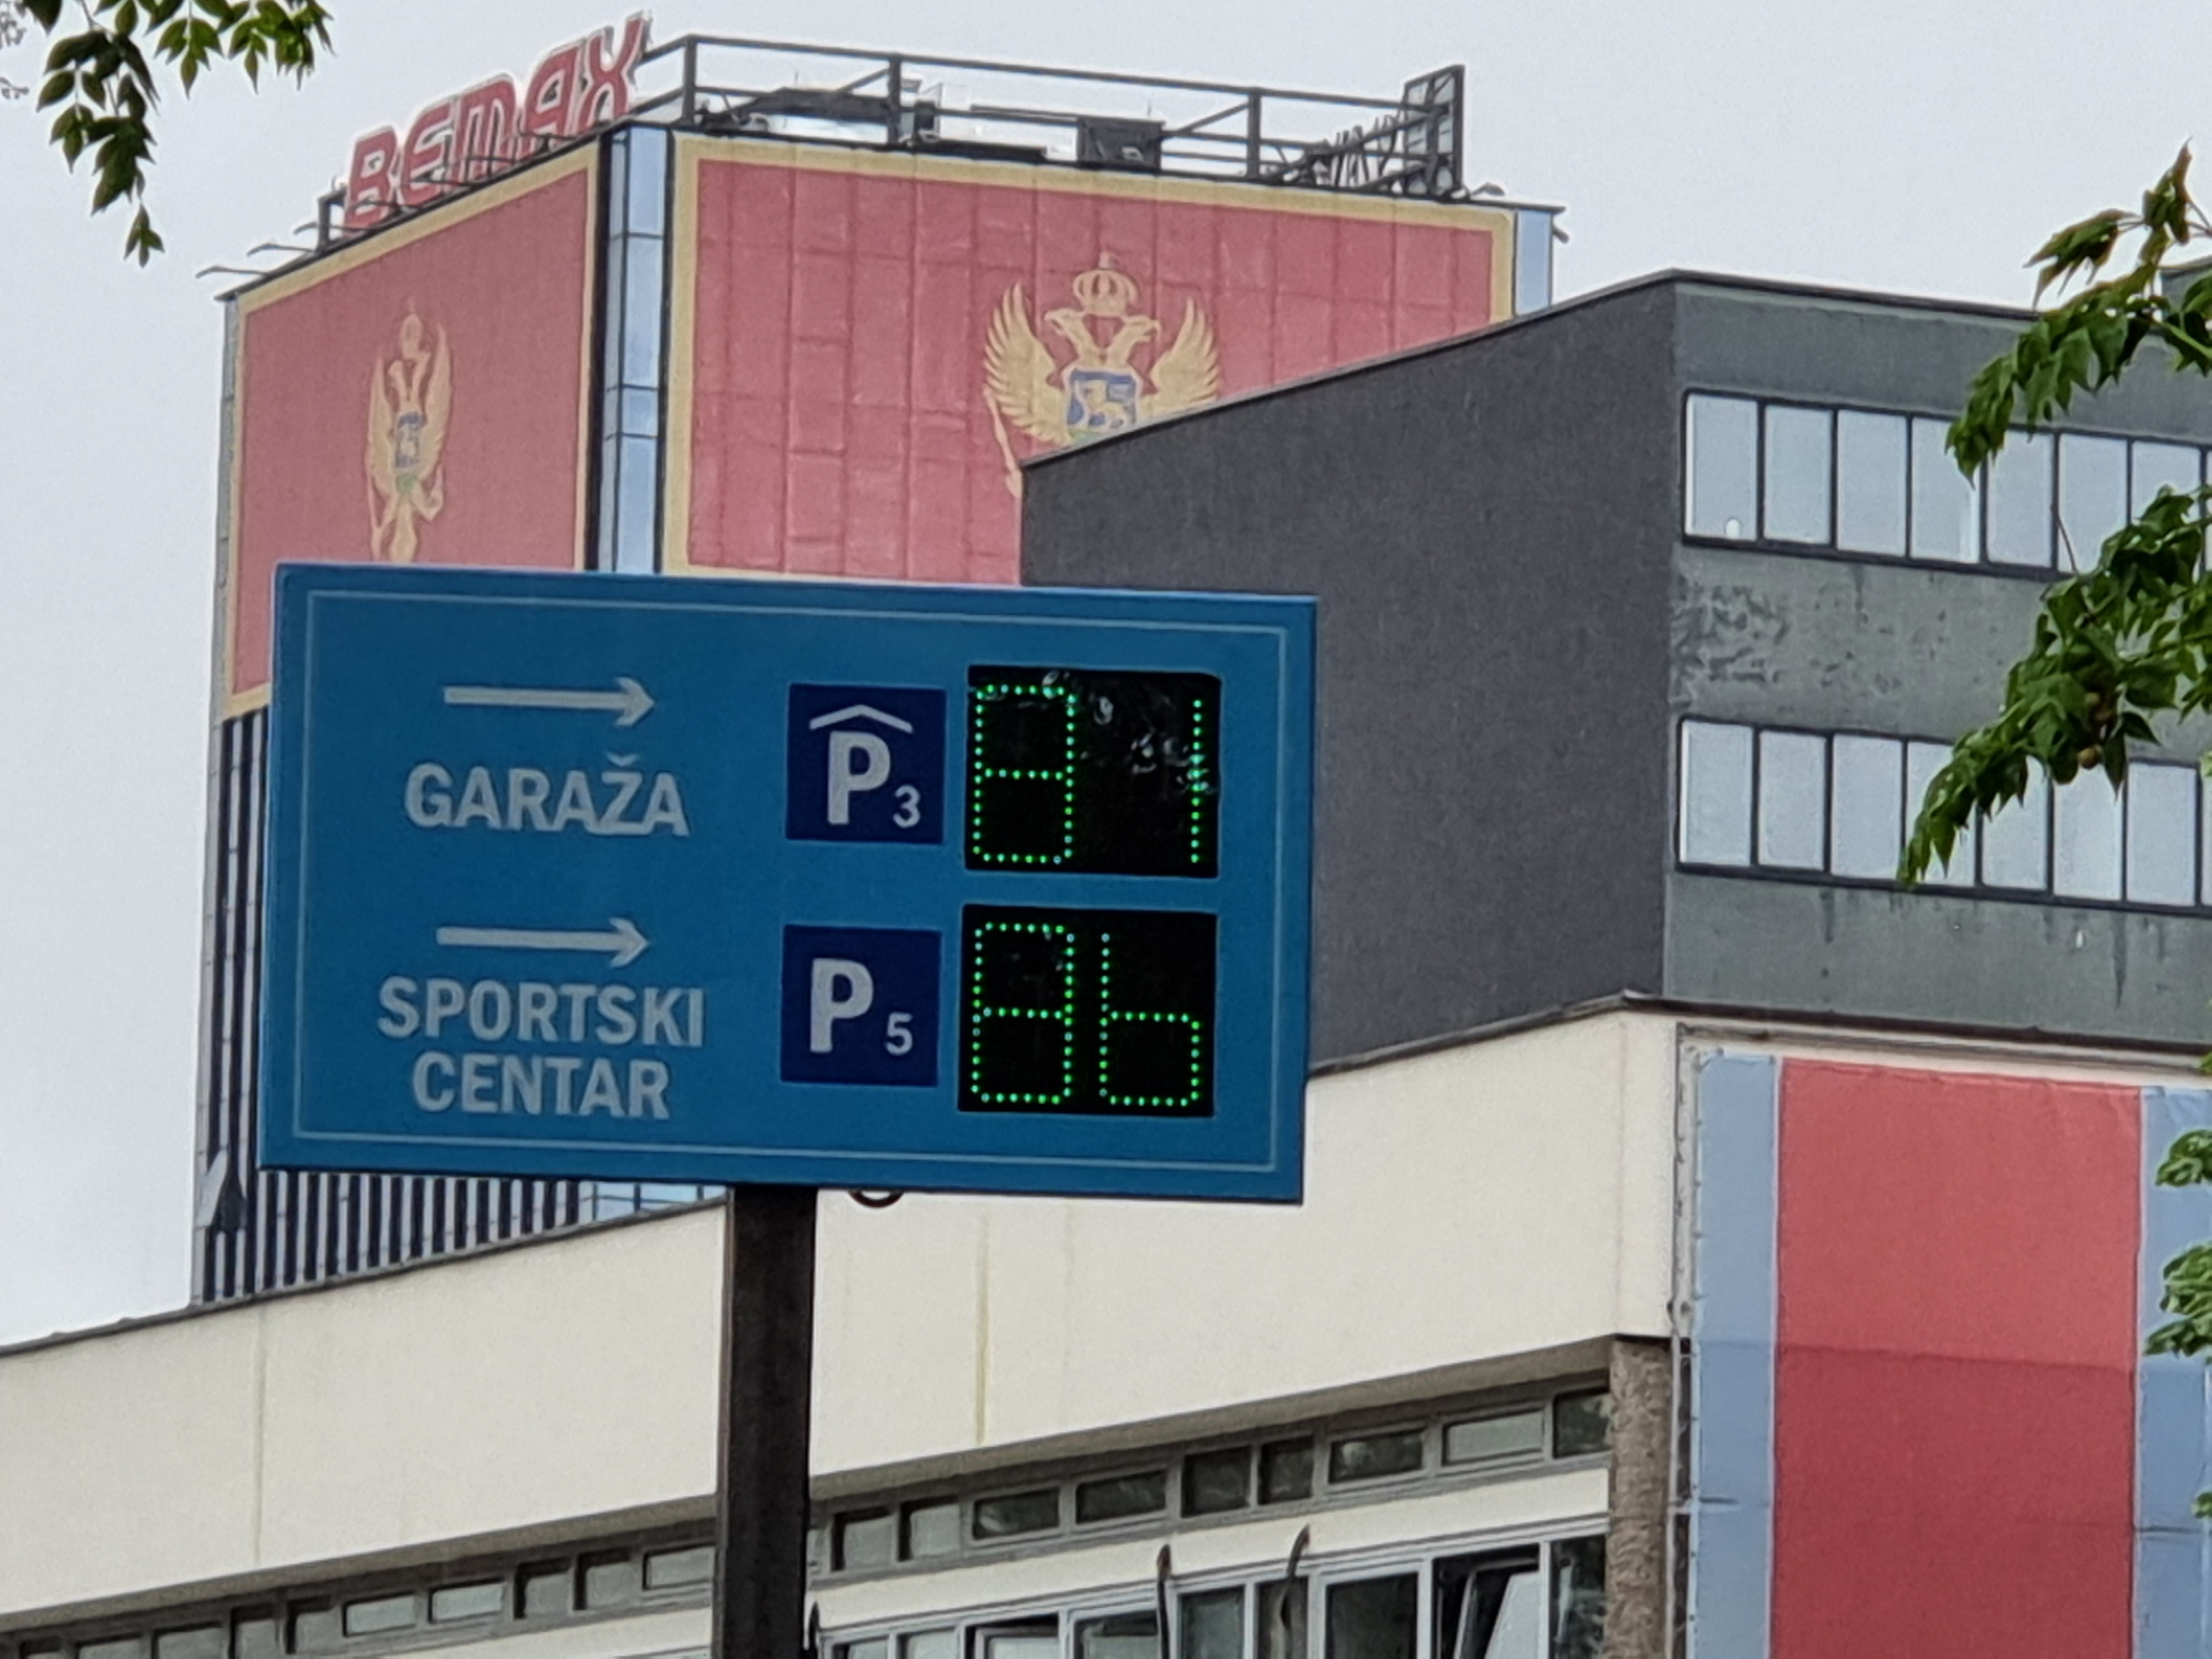 BEMAX
GARAŽA P3 81
SPORTSKI
CENTAR P5 86